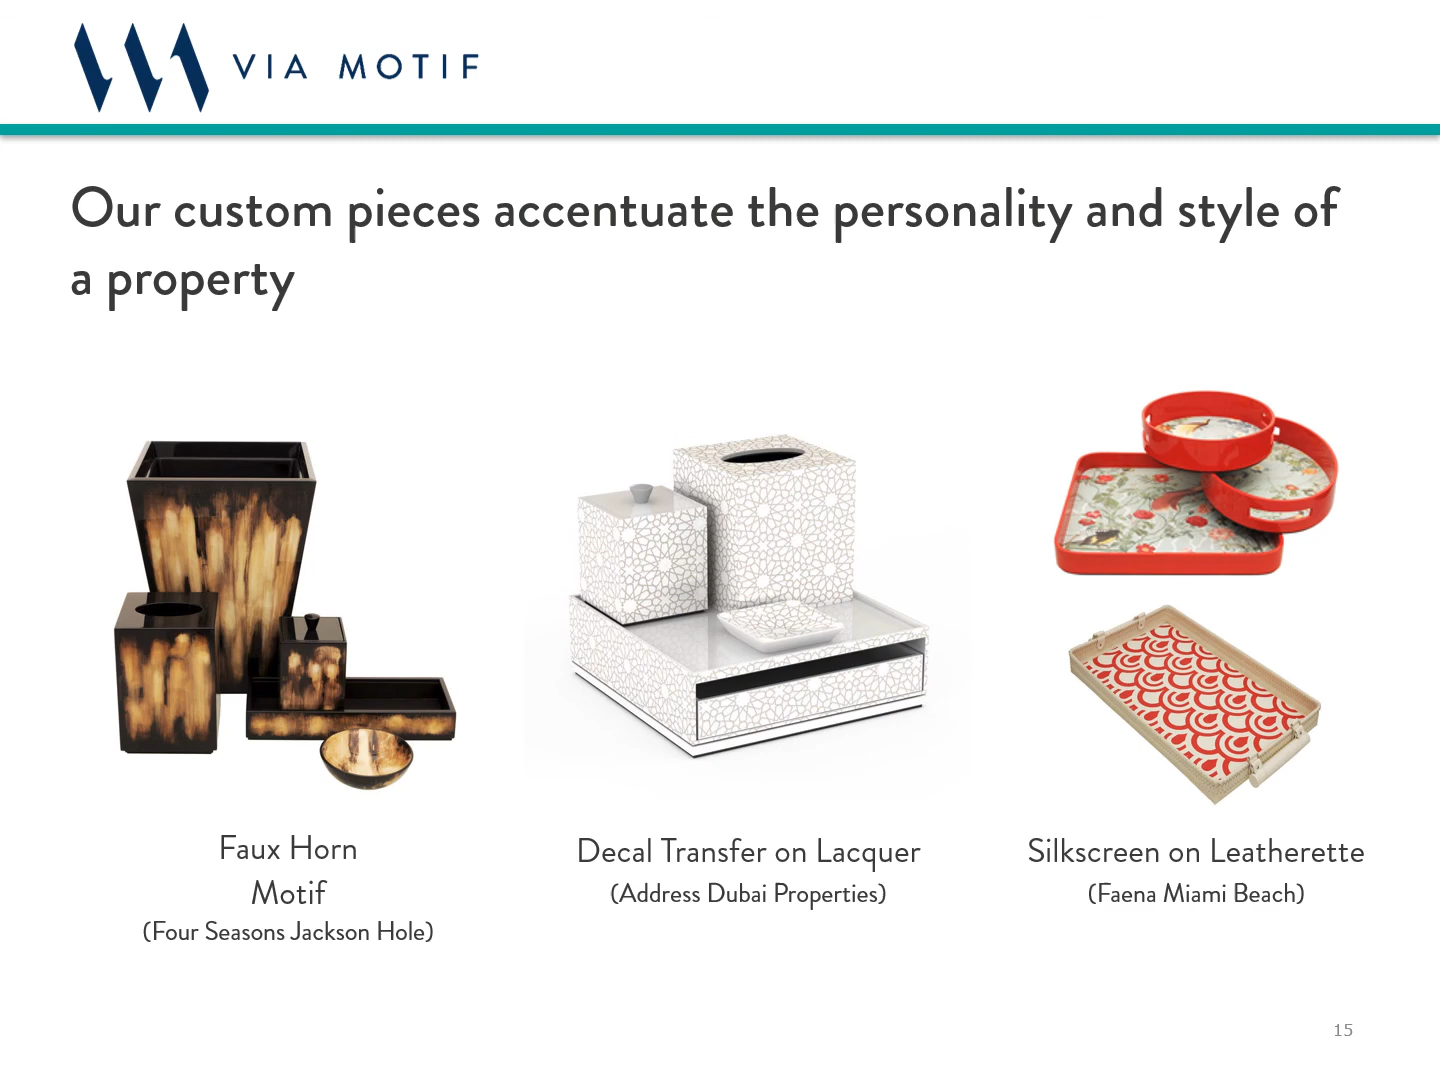 VIA MOTIF
Our custom pieces accentuate the personality and style of
a property
Faux Horn
Motif
(Four Seasons Jackson Hole)
Decal Transfer on Lacquer
(Address Dubai Properties)
Silkscreen on Leatherette
(Faena Miami Beach)
15